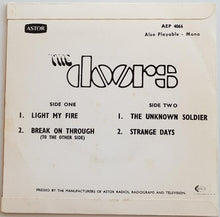 ASTOR
AEP 4066
Also Playable - Mono
THE
doors
SIDE ONE
1. LIGHT MY FIRE
2. BREAK ON THROUGH
(TO THE OTHER SIDE)
SIDE TWO
1. THE UNKNOWN SOLDIER
2. STRANGE DAYS
PRESSED BY THE MANUFACTURERS OF ASTOR RADIOS, RADIOGRAMS AND TELEVISION.